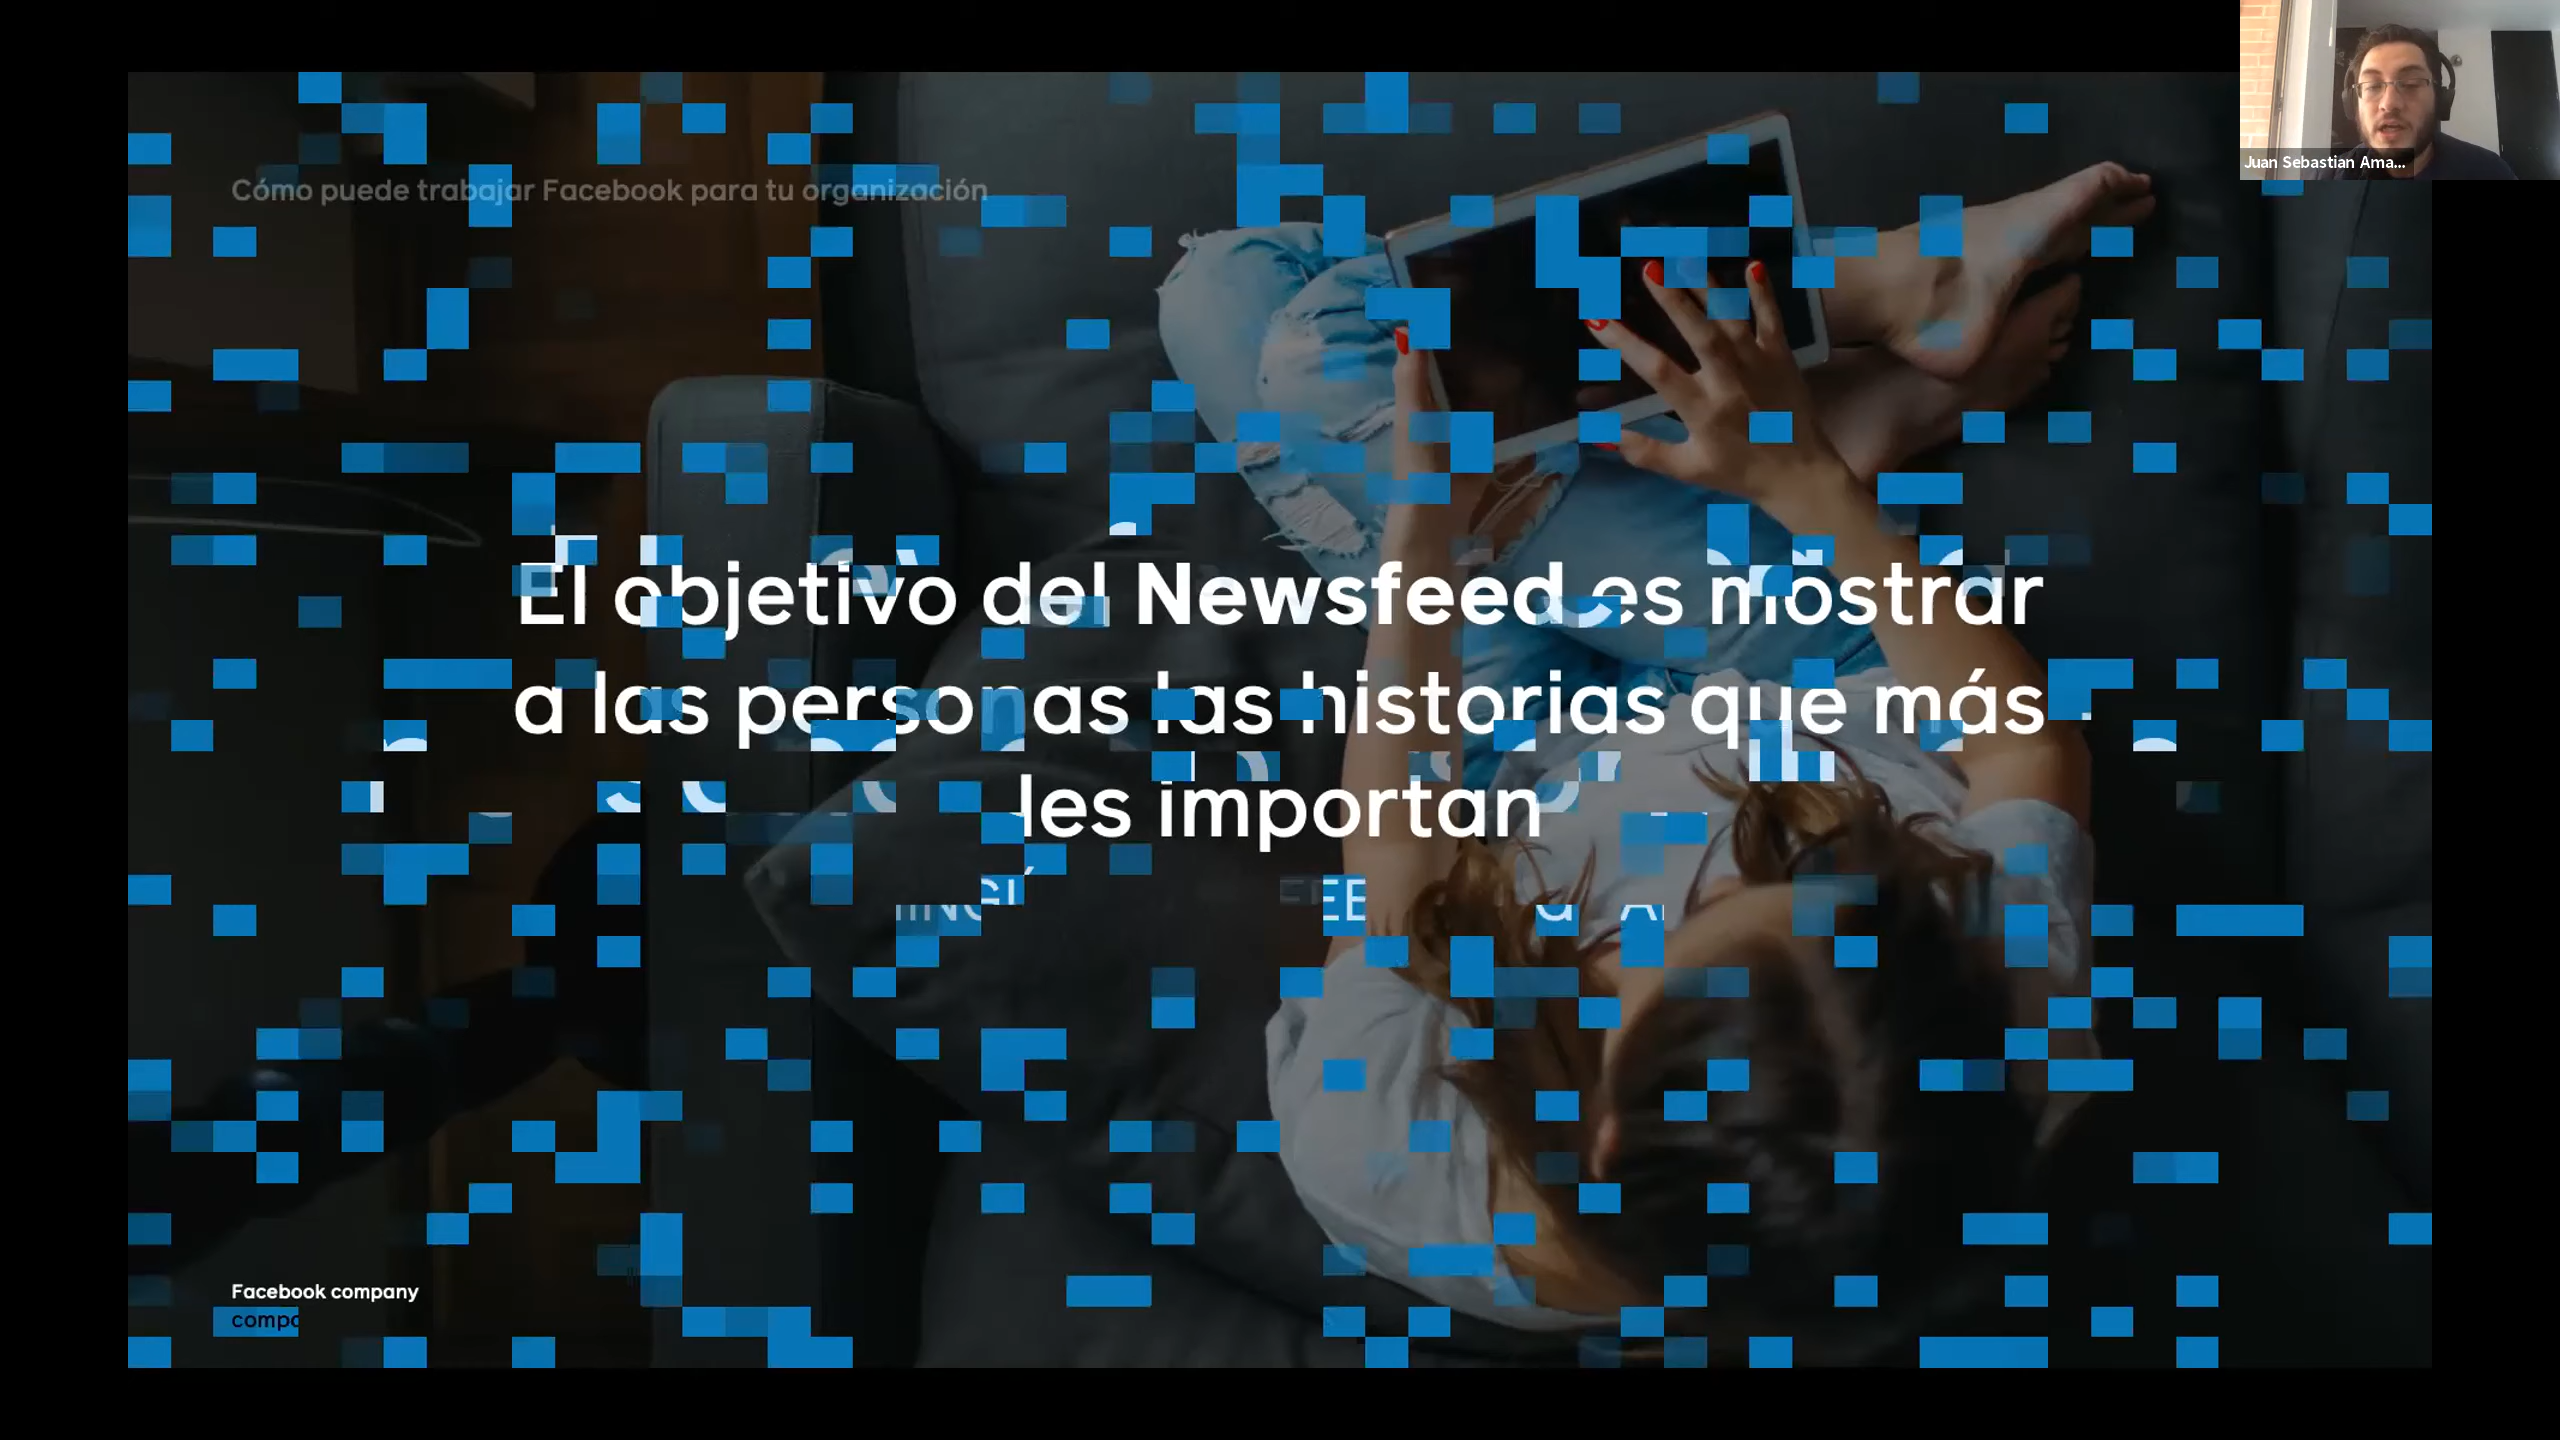 Juan Sebastian Ama...
Cómo puede trabajar Facebook para tu organización
El objetivo del Newsfeed es mostrar
a las personas las historias que más
les importan
Facebook company